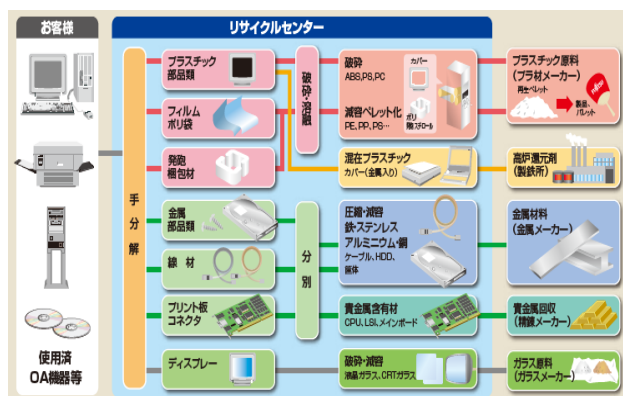 お客様
使用済
OA機器等
リサイクルセンター
手分解
プラスチック
部品類
フィルム
ポリ袋
発泡
梱包材
金属
部品類
線材
プリント板
コネクタ
ディスプレー
破砕・溶融
分別
破砕
ABS,PS,PC
カバー
減容ペレット化
PE,PP,PS…
ポリ
混在プラスチック
カバー(金属入り)
圧縮・減容
鉄・ステンレス
アルミニウム・銅
ケーブル、HDD、
筐体
貴金属含有材
CPU、LSI、メインボード
破砕・減容
液晶ガラス、CRTガラス
プラスチック原料
(プラ材メーカー)
再生ペレット
製品、
パレット
高炉還元剤
(製鉄所)
金属材料
(金属メーカー)
貴金属回収
(精錬メーカー)
ガラス原料
(ガラスメーカー)